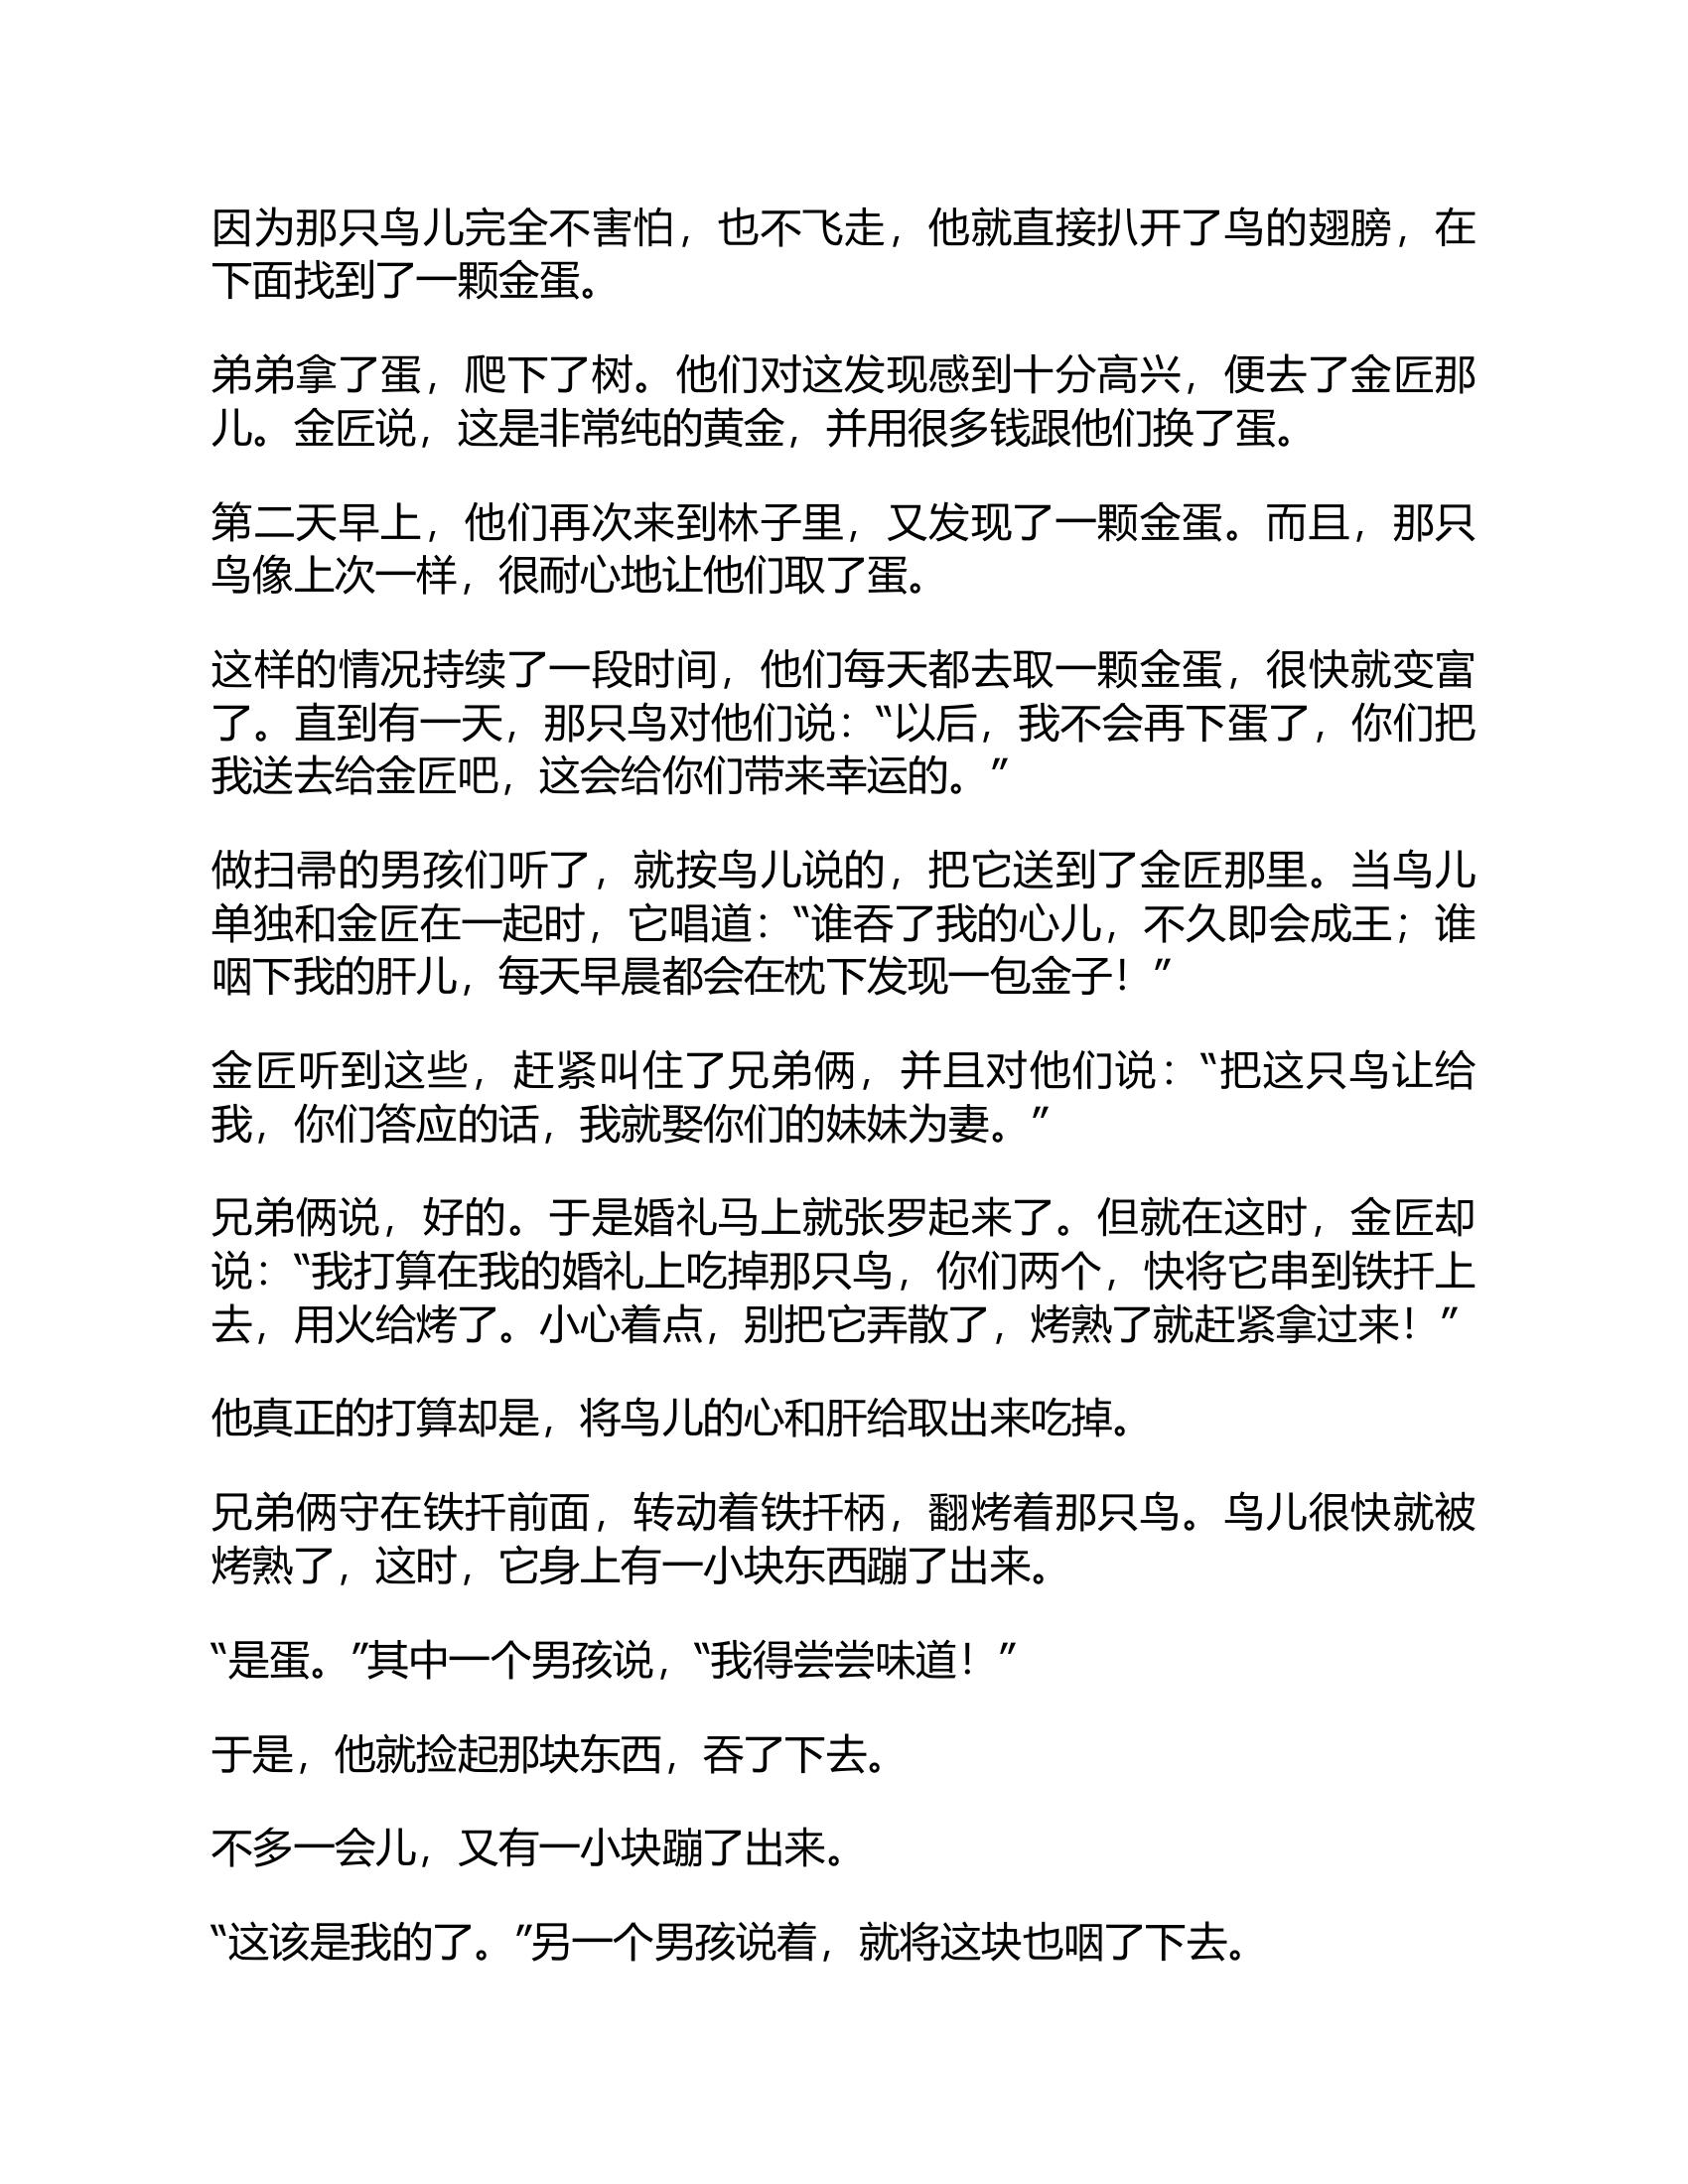 因为那只鸟儿完全不害怕，也不飞走，他就直接扒开了鸟的翅膀，在
下面找到了一颗金蛋。
弟弟拿了蛋，爬下了树。他们对这发现感到十分高兴，便去了金匠那
儿。金匠说，这是非常纯的黄金，并用很多钱跟他们换了蛋。
第二天早上，他们再次来到林子里，又发现了一颗金蛋。而且，那只
鸟像上次一样，很耐心地让他们取了蛋。
这样的情况持续了一段时间，他们每天都去取一颗金蛋，很快就变富
了。直到有一天，那只鸟对他们说：“以后，我不会再下蛋了，你们把
我送去给金匠吧，这会给你们带来幸运的。”
做扫帚的男孩们听了，就按鸟儿说的，把它送到了金匠那里。当鸟儿
单独和金匠在一起时，它唱道：“谁吞了我的心儿，不久即会成王；谁
咽下我的肝儿，每天早晨都会在枕下发现一包金子！”
金匠听到这些，赶紧叫住了兄弟俩，并且对他们说：“把这只鸟让给
我，你们答应的话，我就娶你们的妹妹为妻。”
兄弟俩说，好的。于是婚礼马上就张罗起来了。但就在这时，金匠却
说：“我打算在我的婚礼上吃掉那只鸟，你们两个，快将它串到铁扦上
去，用火给烤了。小心着点，别把它弄散了，烤熟了就赶紧拿过来！”
他真正的打算却是，将鸟儿的心和肝给取出来吃掉。
兄弟俩守在铁扦前面，转动着铁扦柄，翻烤着那只鸟。鸟儿很快就被
烤熟了，这时，它身上有一小块东西蹦了出来。
“是蛋。”其中一个男孩说，“我得尝尝味道！”
于是，他就捡起那块东西，吞了下去。
不多一会儿，又有一小块蹦了出来。
“这该是我的了。”另一个男孩说着，就将这块也咽了下去。